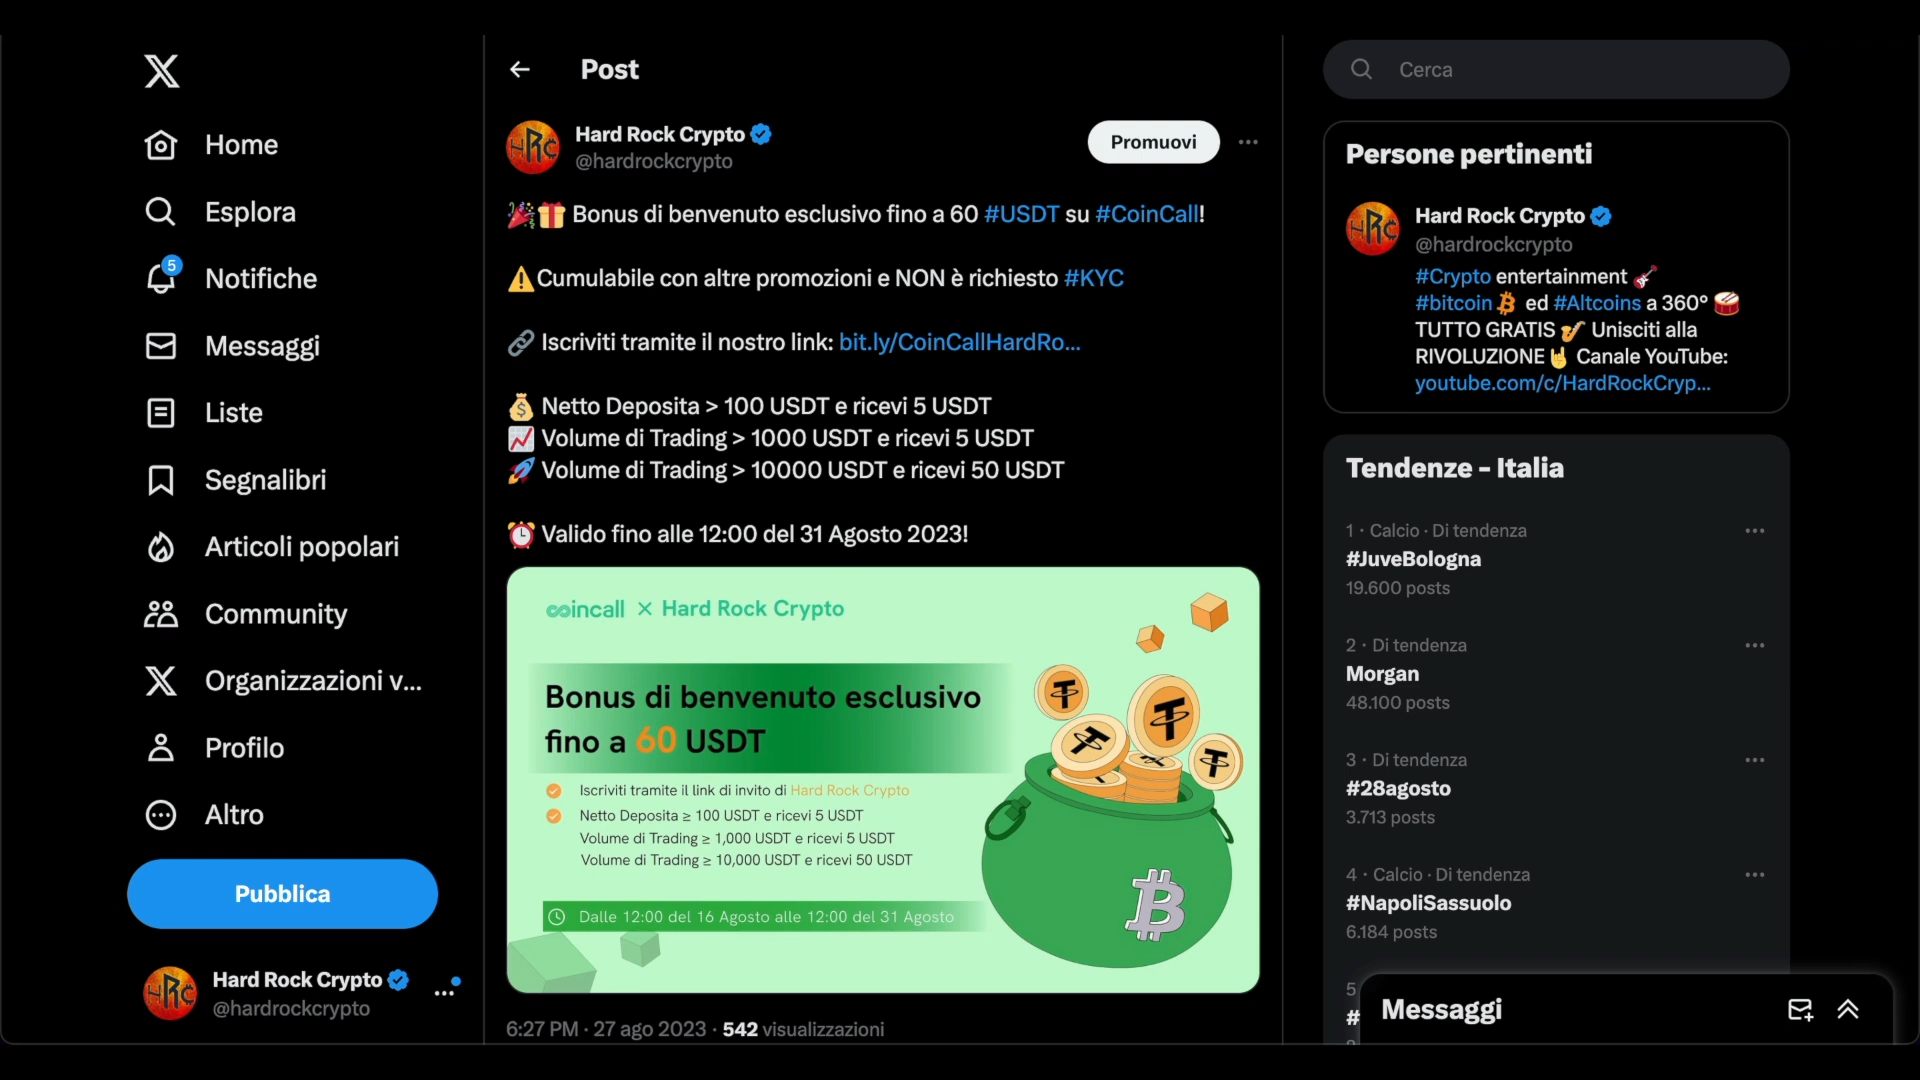 Home
Esplora
5
Notifiche
Messaggi
Liste
Segnalibri
Articoli popolari
Community
Organizzazioni v...
Profilo
Altro
Pubblica
Hard Rock Crypto
@hardrockcrypto
Post
Hard Rock Crypto
@hardrockcrypto
Promuovi
🎉🎁 Bonus di benvenuto esclusivo fino a 60 #USDT su #CoinCall!
⚠️Cumulabile con altre promozioni e NON è richiesto #KYC
🔗 Iscriviti tramite il nostro link: bit.ly/CoinCallHardRo...
💰 Netto Deposita > 100 USDT e ricevi 5 USDT
📈 Volume di Trading > 1000 USDT e ricevi 5 USDT
🚀 Volume di Trading > 10000 USDT e ricevi 50 USDT
⏰ Valido fino alle 12:00 del 31 Agosto 2023!
coincall × Hard Rock Crypto
Bonus di benvenuto esclusivo
fino a 60 USDT
Iscriviti tramite il link di invito di Hard Rock Crypto
Netto Deposita ≥ 100 USDT e ricevi 5 USDT
Volume di Trading ≥ 1,000 USDT e ricevi 5 USDT
Volume di Trading ≥ 10,000 USDT e ricevi 50 USDT
Dalle 12:00 del 16 Agosto alle 12:00 del 31 Agosto
6:27 PM · 27 ago 2023 · 542 visualizzazioni
Cerca
Persone pertinenti
Hard Rock Crypto
@hardrockcrypto
#Crypto entertainment 🎸
#bitcoin ed #Altcoins a 360° 🥁
TUTTO GRATIS 🎷 Unisciti alla
RIVOLUZIONE🤘 Canale YouTube:
youtube.com/c/HardRockCryp...
Tendenze - Italia
1 · Calcio · Di tendenza
#JuveBologna
19.600 posts
2 · Di tendenza
Morgan
48.100 posts
3 · Di tendenza
#28agosto
3.713 posts
4 · Calcio · Di tendenza
#NapoliSassuolo
6.184 posts
5
#
Messaggi